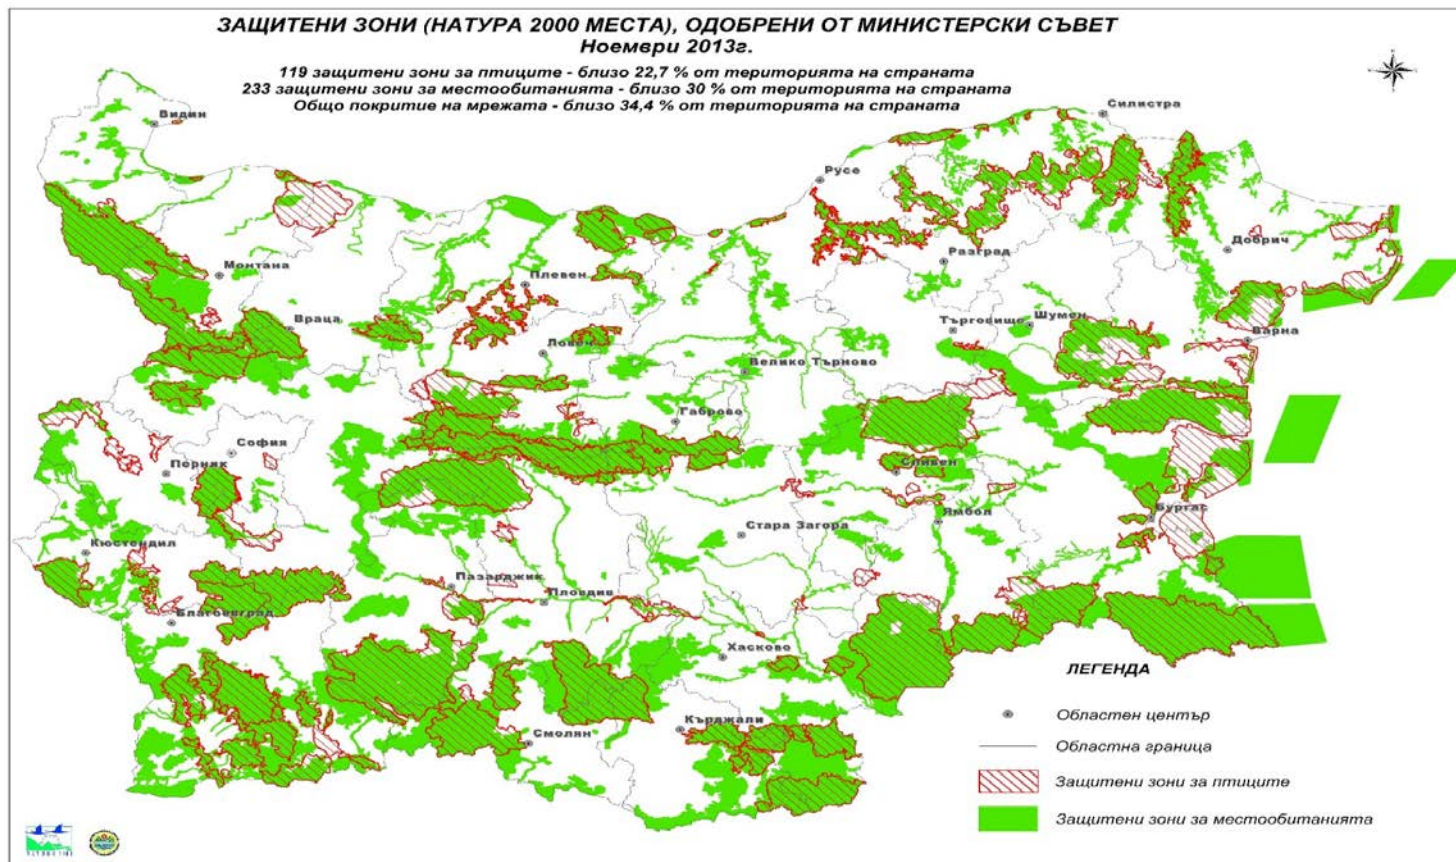 ЗАЩИТЕНИ ЗОНИ (НАТУРА 2000 МЕСТА), ОДОБРЕНИ ОТ МИНИСТЕРСКИ СЪВЕТ
Ноември 2013г.
119 защитени зони за птиците - близо 22,7 % от територията на страната
233 защитени зони за местообитанията - близо 30 % от територията на страната
Общо покритие на мрежата - близо 34,4 % от територията на страната
Видин
Силистра
Русе
Добрич
Монтана
Разград
Плевен
Враца
Търговище
Шумен
Варна
Ловеч
Велико Търново
Габрово
София
Перник
Сливен
Бургас
Ямбол
Стара Загора
Кюстендил
Пазарджик
Пловдив
Благоевград
Хасково
Кърджали
Смолян
ЛЕГЕНДА
Областен център
Областна граница
Защитени зони за птиците
Защитени зони за местообитанията